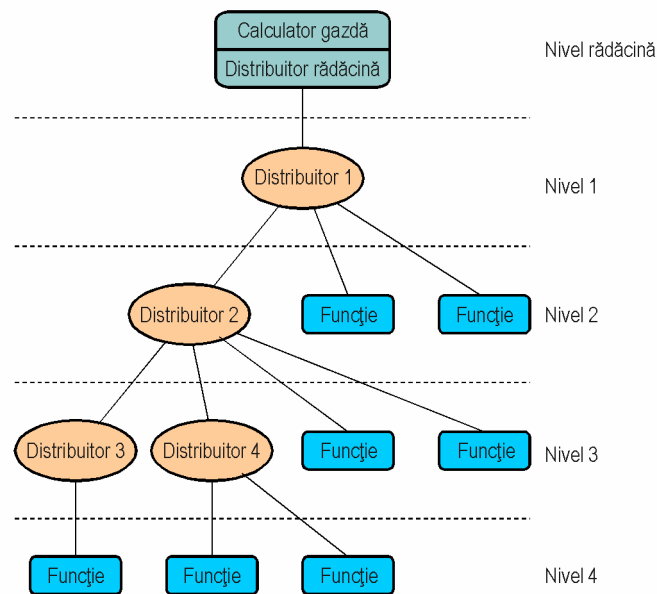 Calculator gazdă
Distribuitor rădăcină
Nivel rădăcină
Distribuitor 1
Nivel 1
Distribuitor 2
Funcţie
Funcţie
Nivel 2
Distribuitor 3
Distribuitor 4
Funcţie
Funcţie
Nivel 3
Funcţie
Funcţie
Funcţie
Nivel 4